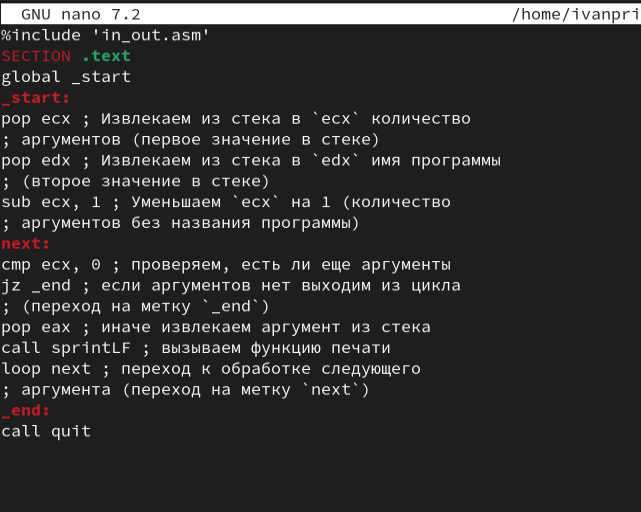 GNU nano 7.2 /home/ivanpri
%include 'in_out.asm'
SECTION .text
global _start
_start:
pop ecx ; Извлекаем из стека в `ecx` количество
; аргументов (первое значение в стеке)
pop edx ; Извлекаем из стека в `edx` имя программы
; (второе значение в стеке)
sub ecx, 1 ; Уменьшаем `ecx` на 1 (количество
; аргументов без названия программы)
next:
cmp ecx, 0 ; проверяем, есть ли еще аргументы
jz _end ; если аргументов нет выходим из цикла
; (переход на метку `_end`)
pop eax ; иначе извлекаем аргумент из стека
call sprintLF ; вызываем функцию печати
loop next ; переход к обработке следующего
; аргумента (переход на метку `next`)
_end:
call quit